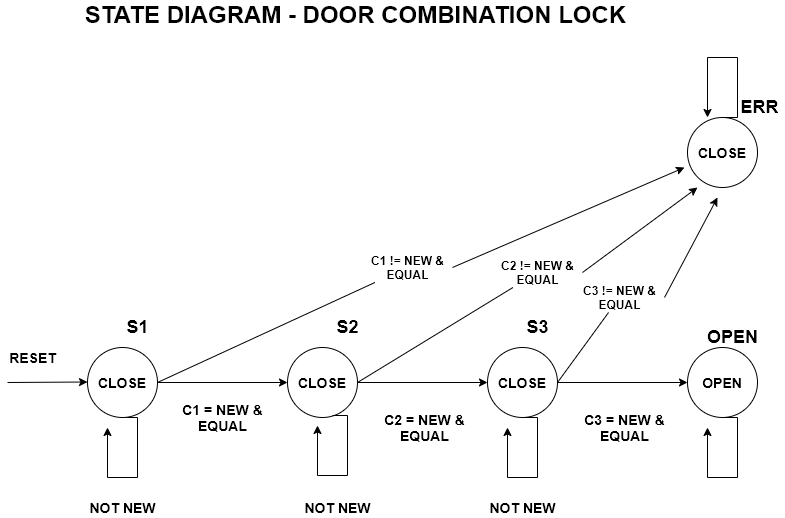 STATE DIAGRAM - DOOR COMBINATION LOCK
ERR
CLOSE
C1 != NEW &
EQUAL
C2 != NEW &
EQUAL
C3 != NEW &
EQUAL
S1
S2
S3
OPEN
RESET
CLOSE
CLOSE
CLOSE
OPEN
C1 = NEW &
EQUAL
C2 = NEW &
EQUAL
C3 = NEW &
EQUAL
NOT NEW
NOT NEW
NOT NEW